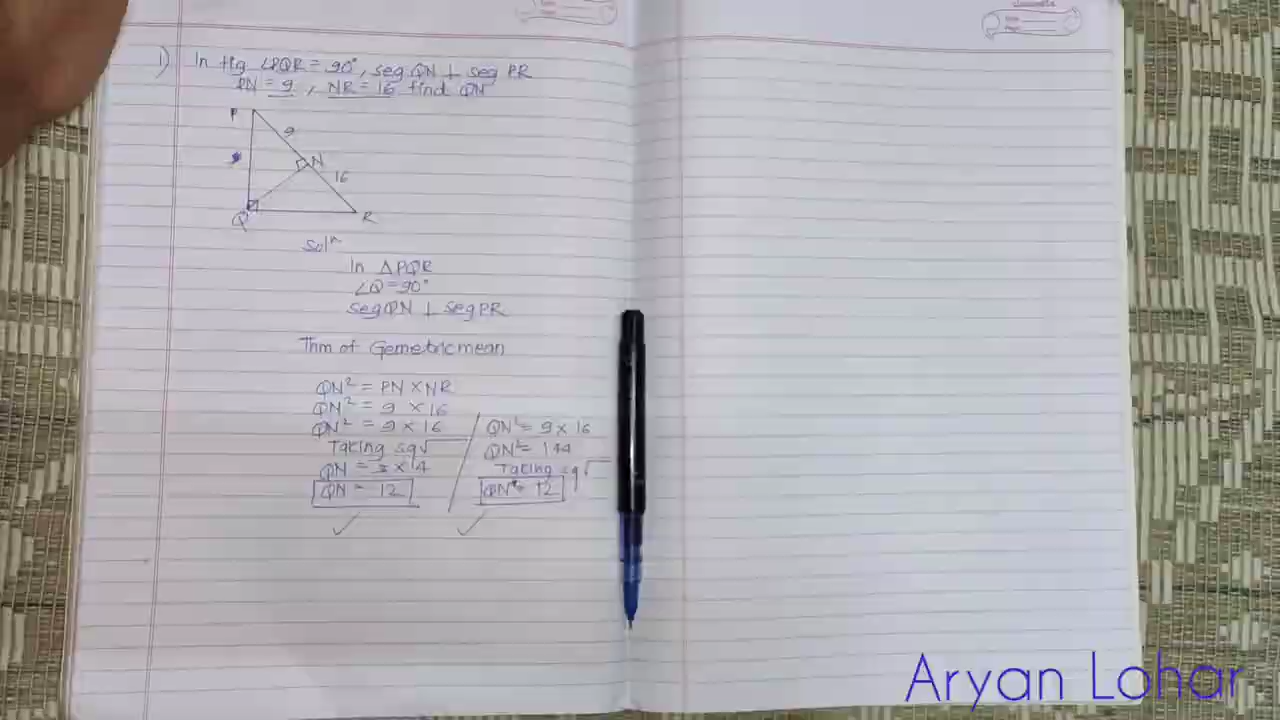 1) In fig ∠PQR = 90°, seg QN ⊥ seg PR
PN = 9, NR = 16 find QN
P
9
N
16
Q
R
Solⁿ
In △PQR
∠Q = 90°
seg QN ⊥ seg PR
Thm of Gemetric mean
QN² = PN × NR
QN² = 9 × 16
QN² = 9 × 16
Taking sq√
QN = 3 × 4
QN = 12
QN² = 9 × 16
QN² = 144
Taking sq√
QN = 12
Aryan Lohar